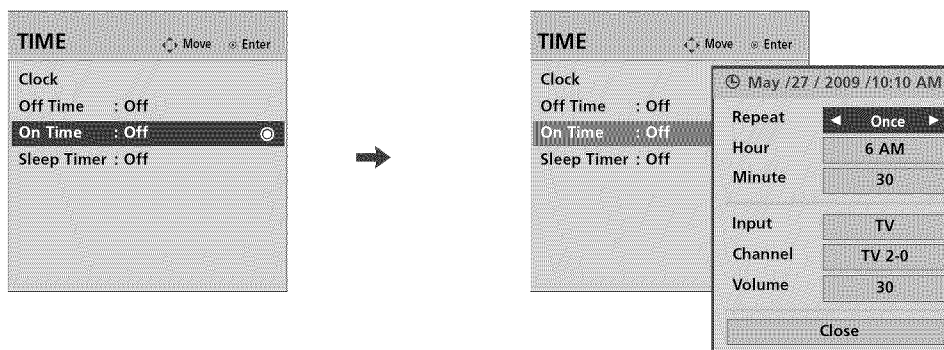 TIME Move Enter
Clock
Off Time : Off
On Time : Off
Sleep Timer : Off
TIME Move Enter
Clock
Off Time : Off
On Time : Off
Sleep Timer : Off
May /27 / 2009 /10:10 AM
Repeat Once
Hour 6 AM
Minute 30
Input TV
Channel TV 2-0
Volume 30
Close